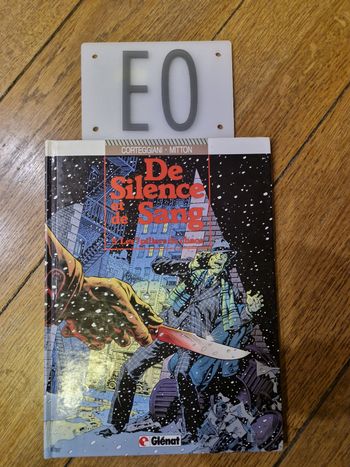 EO
CORTEGGIANI - MITTON
De
Silence
et de Sang
Glénat